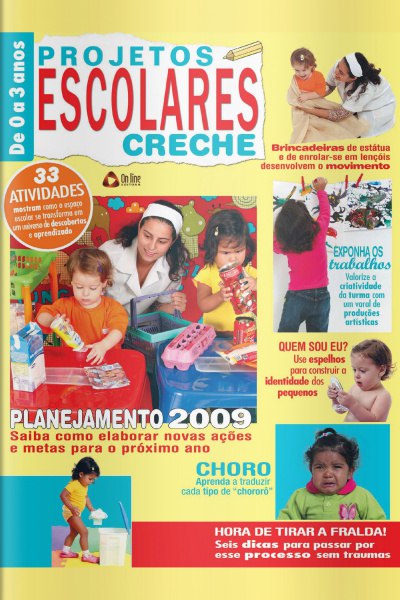 De 0 a 3 anos
PROJETOS
ESCOLARES
CRECHE
On line
EDITORA
33
ATIVIDADES
mostram como o espaço
escolar se transforma em
um universo de descobertas
e aprendizado
Brincadeiras de estátua
e de enrolar-se em lençóis
desenvolvem o movimento
EXPONHA OS
trabalhos
Valorize a
criatividade
da turma com
um varal de
produções
artísticas
QUEM SOU EU?
Use espelhos
para construir a
identidade dos
pequenos
PLANEJAMENTO 2009
Saiba como elaborar novas ações
e metas para o próximo ano
CHORO
Aprenda a traduzir
cada tipo de "chororô"
HORA DE TIRAR A FRALDA!
Seis dicas para passar por
esse processo sem traumas